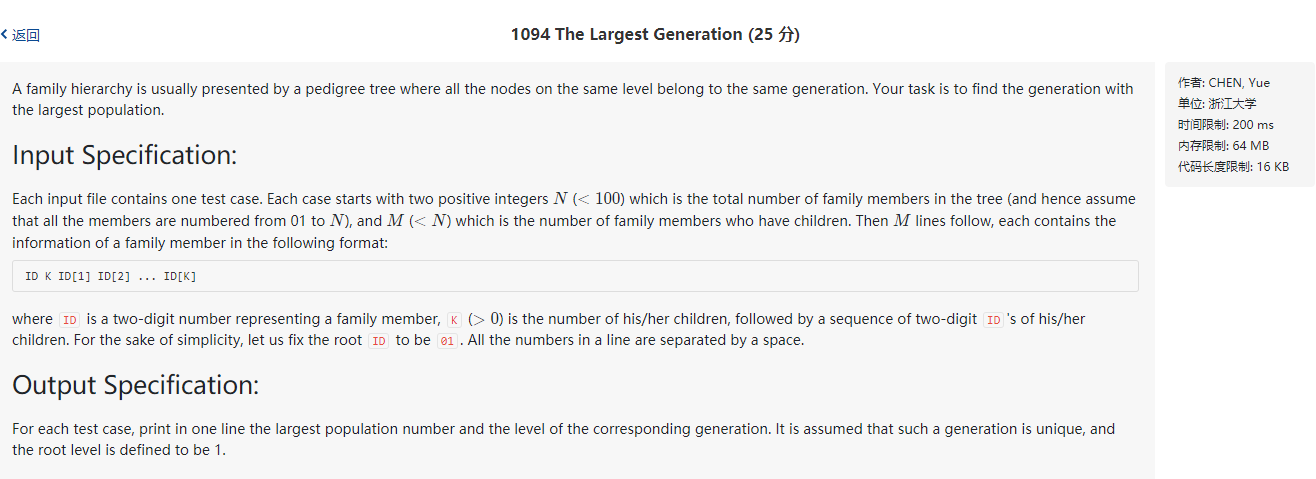 返回
1094 The Largest Generation (25 分)
A family hierarchy is usually presented by a pedigree tree where all the nodes on the same level belong to the same generation. Your task is to find the generation with
the largest population.
Input Specification:
Each input file contains one test case. Each case starts with two positive integers N (< 100) which is the total number of family members in the tree (and hence assume
that all the members are numbered from 01 to N), and M (< N) which is the number of family members who have children. Then M lines follow, each contains the
information of a family member in the following format:
ID K ID[1] ID[2] ... ID[K]
where ID is a two-digit number representing a family member, K (> 0) is the number of his/her children, followed by a sequence of two-digit ID 's of his/her
children. For the sake of simplicity, let us fix the root ID to be 01 . All the numbers in a line are separated by a space.
Output Specification:
For each test case, print in one line the largest population number and the level of the corresponding generation. It is assumed that such a generation is unique, and
the root level is defined to be 1.
作者: CHEN, Yue
单位: 浙江大学
时间限制: 200 ms
内存限制: 64 MB
代码长度限制: 16 KB